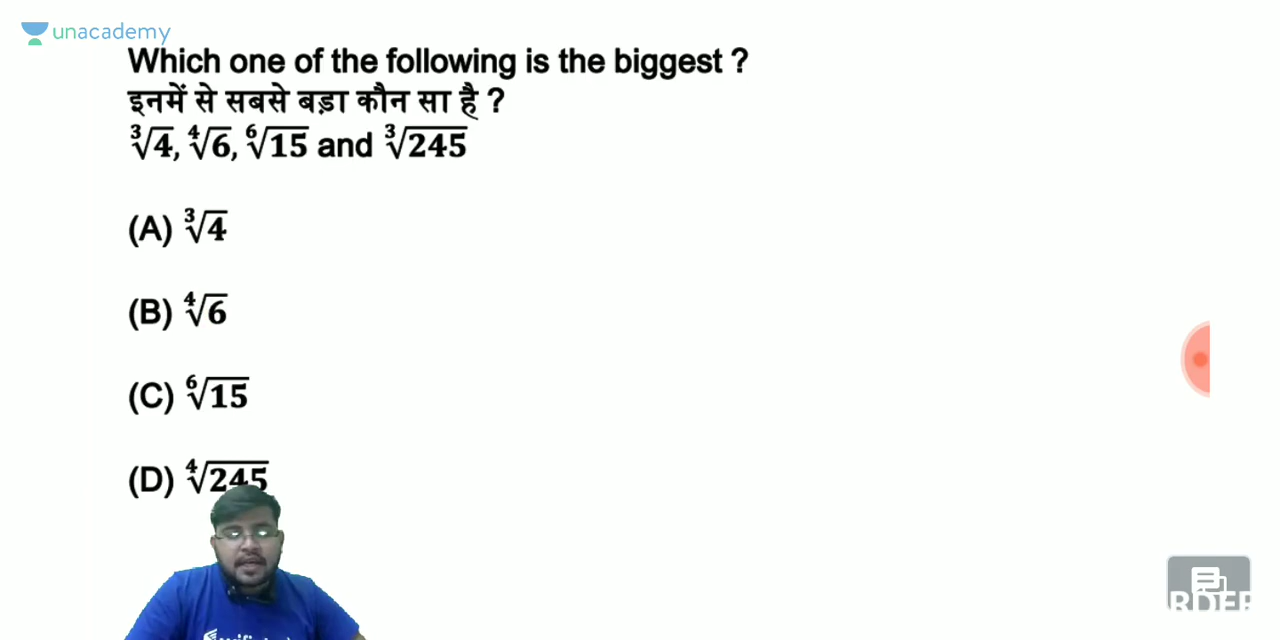 unacademy
Which one of the following is the biggest ?
इनमें से सबसे बड़ा कौन सा है ?
∛4, ∜6, ⁶√15 and ∛245
(A) ∛4
(B) ∜6
(C) ⁶√15
(D) ∜245